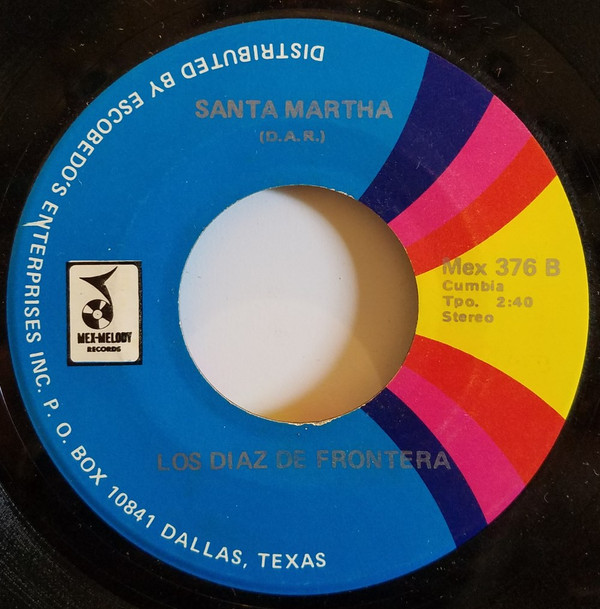 SANTA MARTHA
(D.A.R.)
Mex 376 B
Cumbia
Tpo. 2:40
Stereo
MEX-MELODY
RECORDS
LOS DIAZ DE FRONTERA
DISTRIBUTED BY ESCOBEDO'S ENTERPRISES INC. P. O. BOX 10841 DALLAS, TEXAS